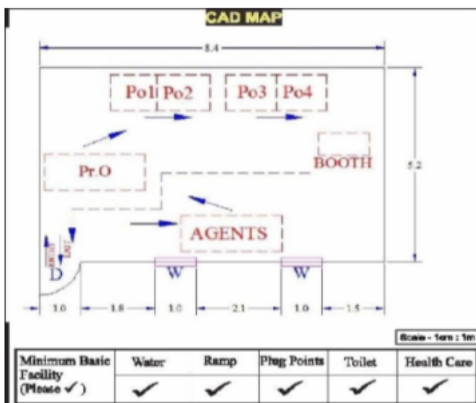 CAD MAP
8.4
Po1 Po2 Po3 Po4
5.2
BOOTH
Pr.O
AGENTS
EXIT
D W W
1.0 1.8 1.0 2.1 1.0 1.5
Scale - 1cm : 1m
Minimum Basic Facility (Please ✓) Water Ramp Plug Points Toilet Health Care
✓ ✓ ✓ ✓ ✓